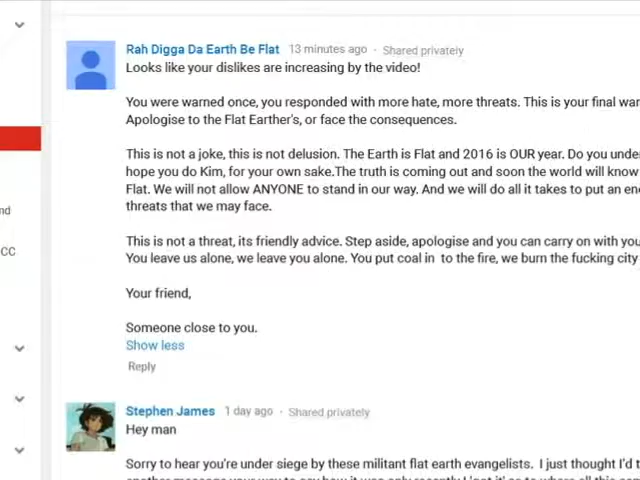 Rah Digga Da Earth Be Flat 13 minutes ago · Shared privately
Looks like your dislikes are increasing by the video!
You were warned once, you responded with more hate, more threats. This is your final war
Apologise to the Flat Earther's, or face the consequences.
This is not a joke, this is not delusion. The Earth is Flat and 2016 is OUR year. Do you unde
hope you do Kim, for your own sake.The truth is coming out and soon the world will know
Flat. We will not allow ANYONE to stand in our way. And we will do all it takes to put an en
threats that we may face.
nd
This is not a threat, its friendly advice. Step aside, apologise and you can carry on with you
CC
You leave us alone, we leave you alone. You put coal in to the fire, we burn the fucking city
Your friend,
Someone close to you.
Show less
Reply
Stephen James 1 day ago · Shared privately
Hey man
Sorry to hear you're under siege by these militant flat earth evangelists. I just thought I'd t